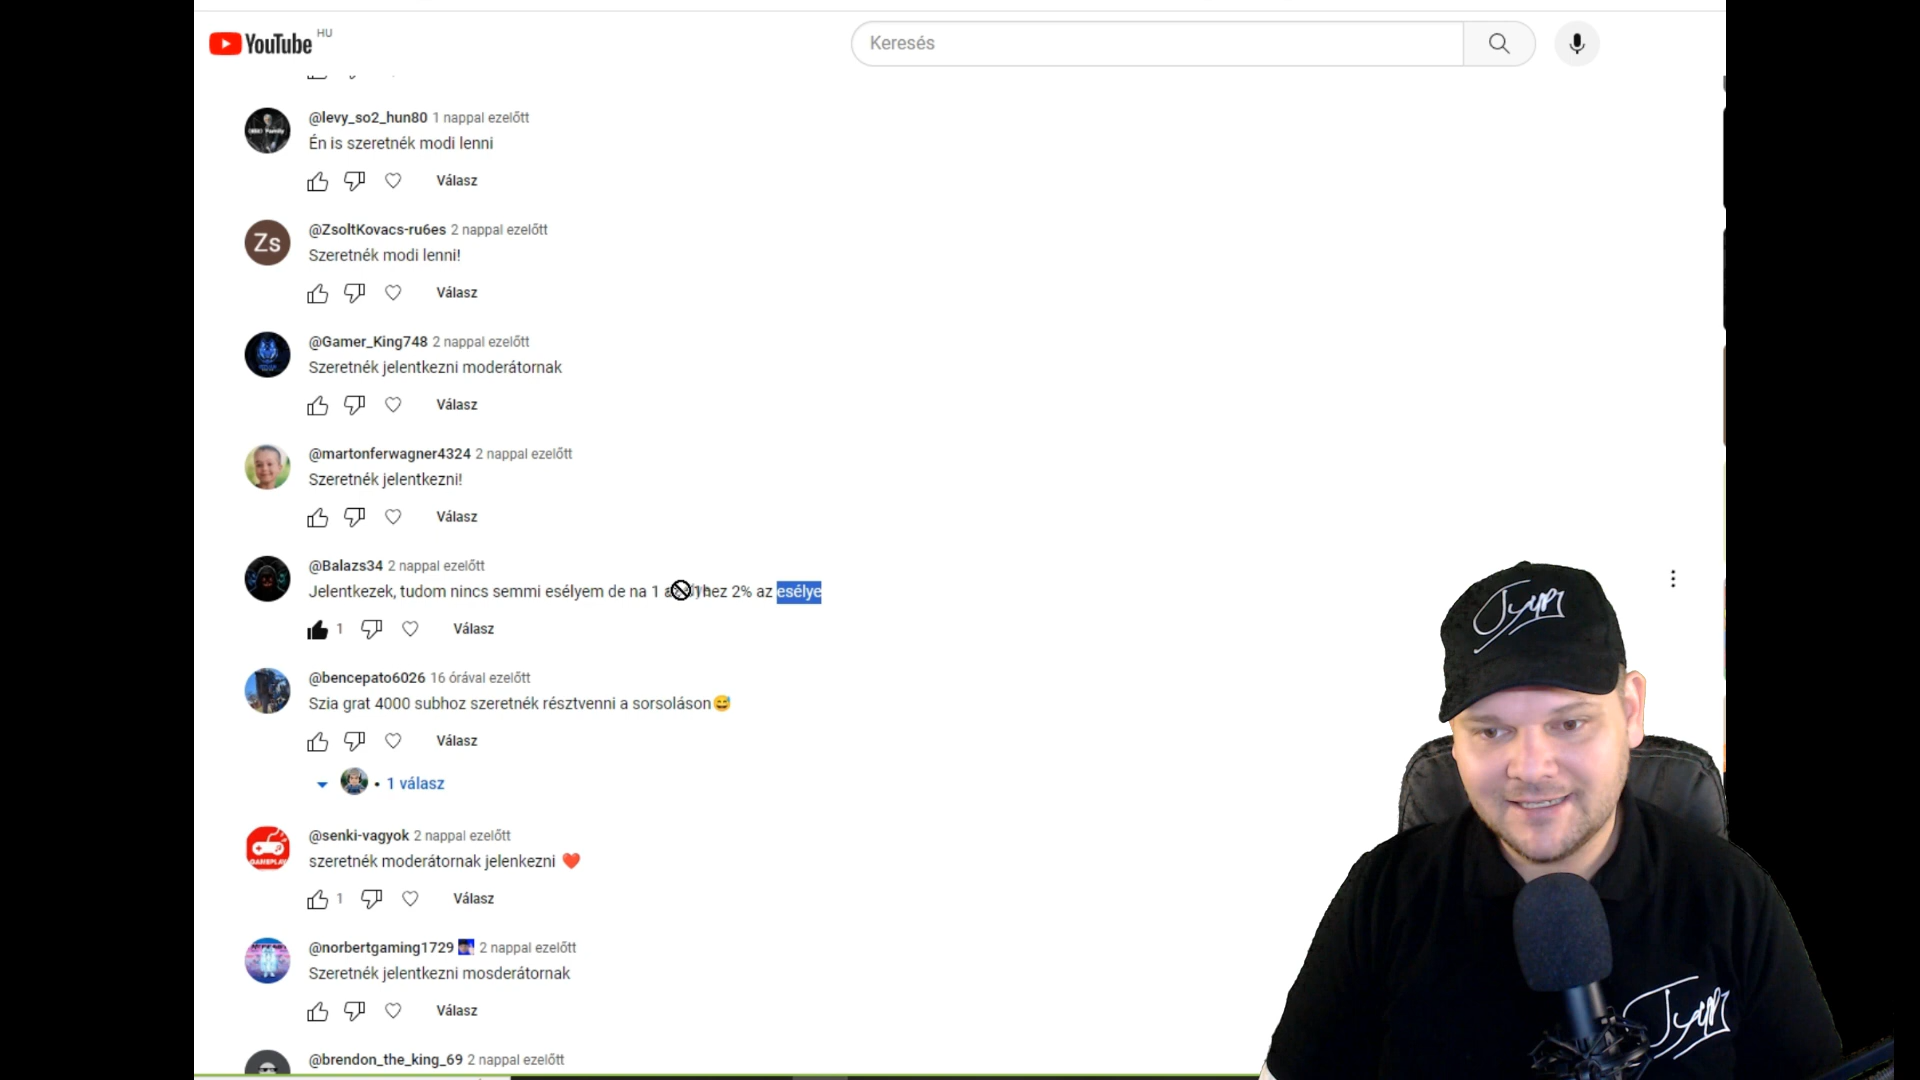 YouTube HU
Keresés
@levy_so2_hun80 1 nappal ezelőtt
Én is szeretnék modi lenni
Válasz
Zs
@ZsoltKovacs-ru6es 2 nappal ezelőtt
Szeretnék modi lenni!
Válasz
@Gamer_King748 2 nappal ezelőtt
Szeretnék jelentkezni moderátornak
Válasz
@martonferwagner4324 2 nappal ezelőtt
Szeretnék jelentkezni!
Válasz
@Balazs34 2 nappal ezelőtt
Jelentkezek, tudom nincs semmi esélyem de na 1 az 1hez 2% az esélye
1 Válasz
@bencepato6026 16 órával ezelőtt
Szia grat 4000 subhoz szeretnék résztvenni a sorsoláson😅
Válasz
• 1 válasz
GAMEPLAY
@senki-vagyok 2 nappal ezelőtt
szeretnék moderátornak jelenkezni ❤️
1 Válasz
@norbertgaming1729 2 nappal ezelőtt
Szeretnék jelentkezni mosderátornak
Válasz
@brendon_the_king_69 2 nappal ezelőtt